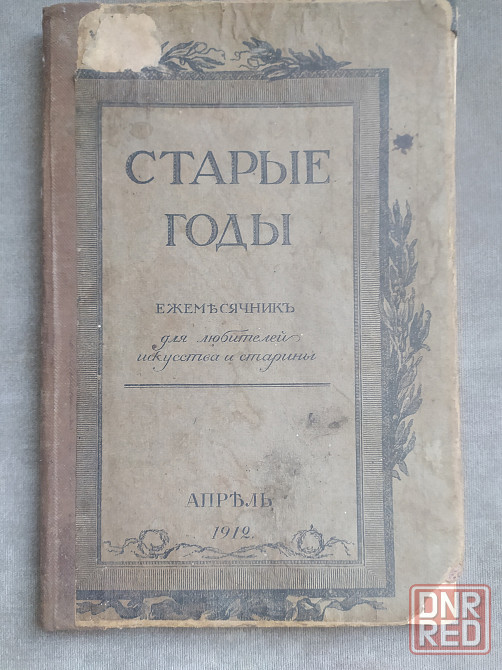 СТАРЫЕ
ГОДЫ
ЕЖЕМѢСЯЧНИКЪ
для любителей
искусства и старины
АПРѢЛЬ
1912.
DNR
RED